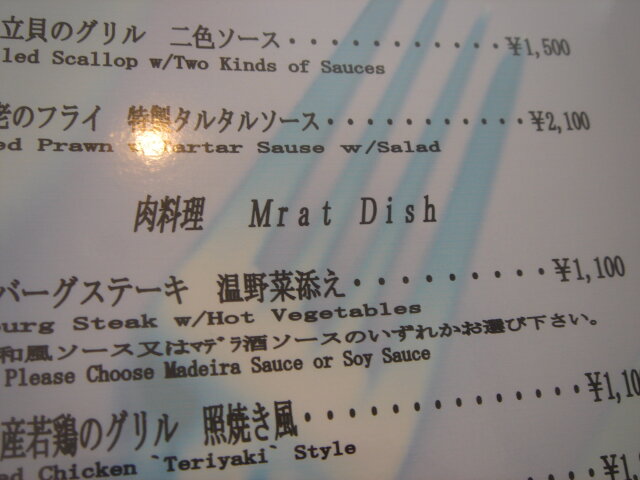 立貝のグリル 二色ソース・・・・・・・・・・・・¥1,500
led Scallop w/Two Kinds of Sauces
老のフライ 特製タルタルソース・・・・・・・・・・・¥2,100
ed Prawn w/Tartar Sause w/Salad
肉料理 Mrat Dish
バーグステーキ 温野菜添え・・・・・・・・・・¥1,100
urg Steak w/Hot Vegetables
和風ソース又はマデラ酒ソースのいずれかお選び下さい。
Please Choose Madeira Sauce or Soy Sauce
産若鶏のグリル 照焼き風・・・・・・・・・・・・・・¥1,10
ed Chicken `Teriyaki` Style